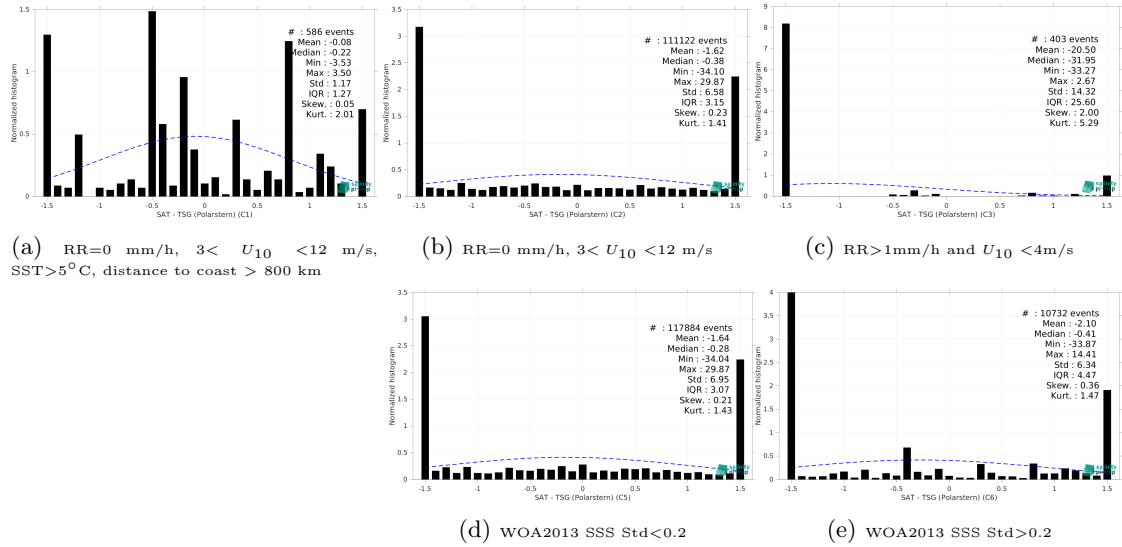 1.5
1
0.5
0
Normalized histogram
# : 586 events
Mean : -0.08
Median : -0.22
Min : -3.53
Max : 3.50
Std : 1.17
IQR : 1.27
Skew. : 0.05
Kurt. : 2.01
-1.5 -1 -0.5 0 0.5 1 1.5
SAT - TSG (Polarstern) (C1)
(a) RR=0 mm/h, 3< U10 <12 m/s,
SST>5°C, distance to coast > 800 km
3.5
3
2.5
2
1.5
1
0.5
0
Normalized histogram
# : 111122 events
Mean : -1.62
Median : -0.38
Min : -34.10
Max : 29.87
Std : 6.58
IQR : 3.15
Skew. : 0.23
Kurt. : 1.41
-1.5 -1 -0.5 0 0.5 1 1.5
SAT - TSG (Polarstern) (C2)
(b) RR=0 mm/h, 3< U10 <12 m/s
9
8
7
6
5
4
3
2
1
0
Normalized histogram
# : 403 events
Mean : -20.50
Median : -31.95
Min : -33.27
Max : 2.67
Std : 14.32
IQR : 25.60
Skew. : 2.00
Kurt. : 5.29
-1.5 -1 -0.5 0 0.5 1 1.5
SAT - TSG (Polarstern) (C3)
(c) RR>1mm/h and U10 <4m/s
3.5
3
2.5
2
1.5
1
0.5
0
Normalized histogram
# : 117884 events
Mean : -1.64
Median : -0.28
Min : -34.04
Max : 29.87
Std : 6.95
IQR : 3.07
Skew. : 0.21
Kurt. : 1.43
-1.5 -1 -0.5 0 0.5 1 1.5
SAT - TSG (Polarstern) (C5)
(d) WOA2013 SSS Std<0.2
4
3.5
3
2.5
2
1.5
1
0.5
0
Normalized histogram
# : 10732 events
Mean : -2.10
Median : -0.41
Min : -33.87
Max : 14.41
Std : 6.34
IQR : 4.47
Skew. : 0.36
Kurt. : 1.47
-1.5 -1 -0.5 0 0.5 1 1.5
SAT - TSG (Polarstern) (C6)
(e) WOA2013 SSS Std>0.2